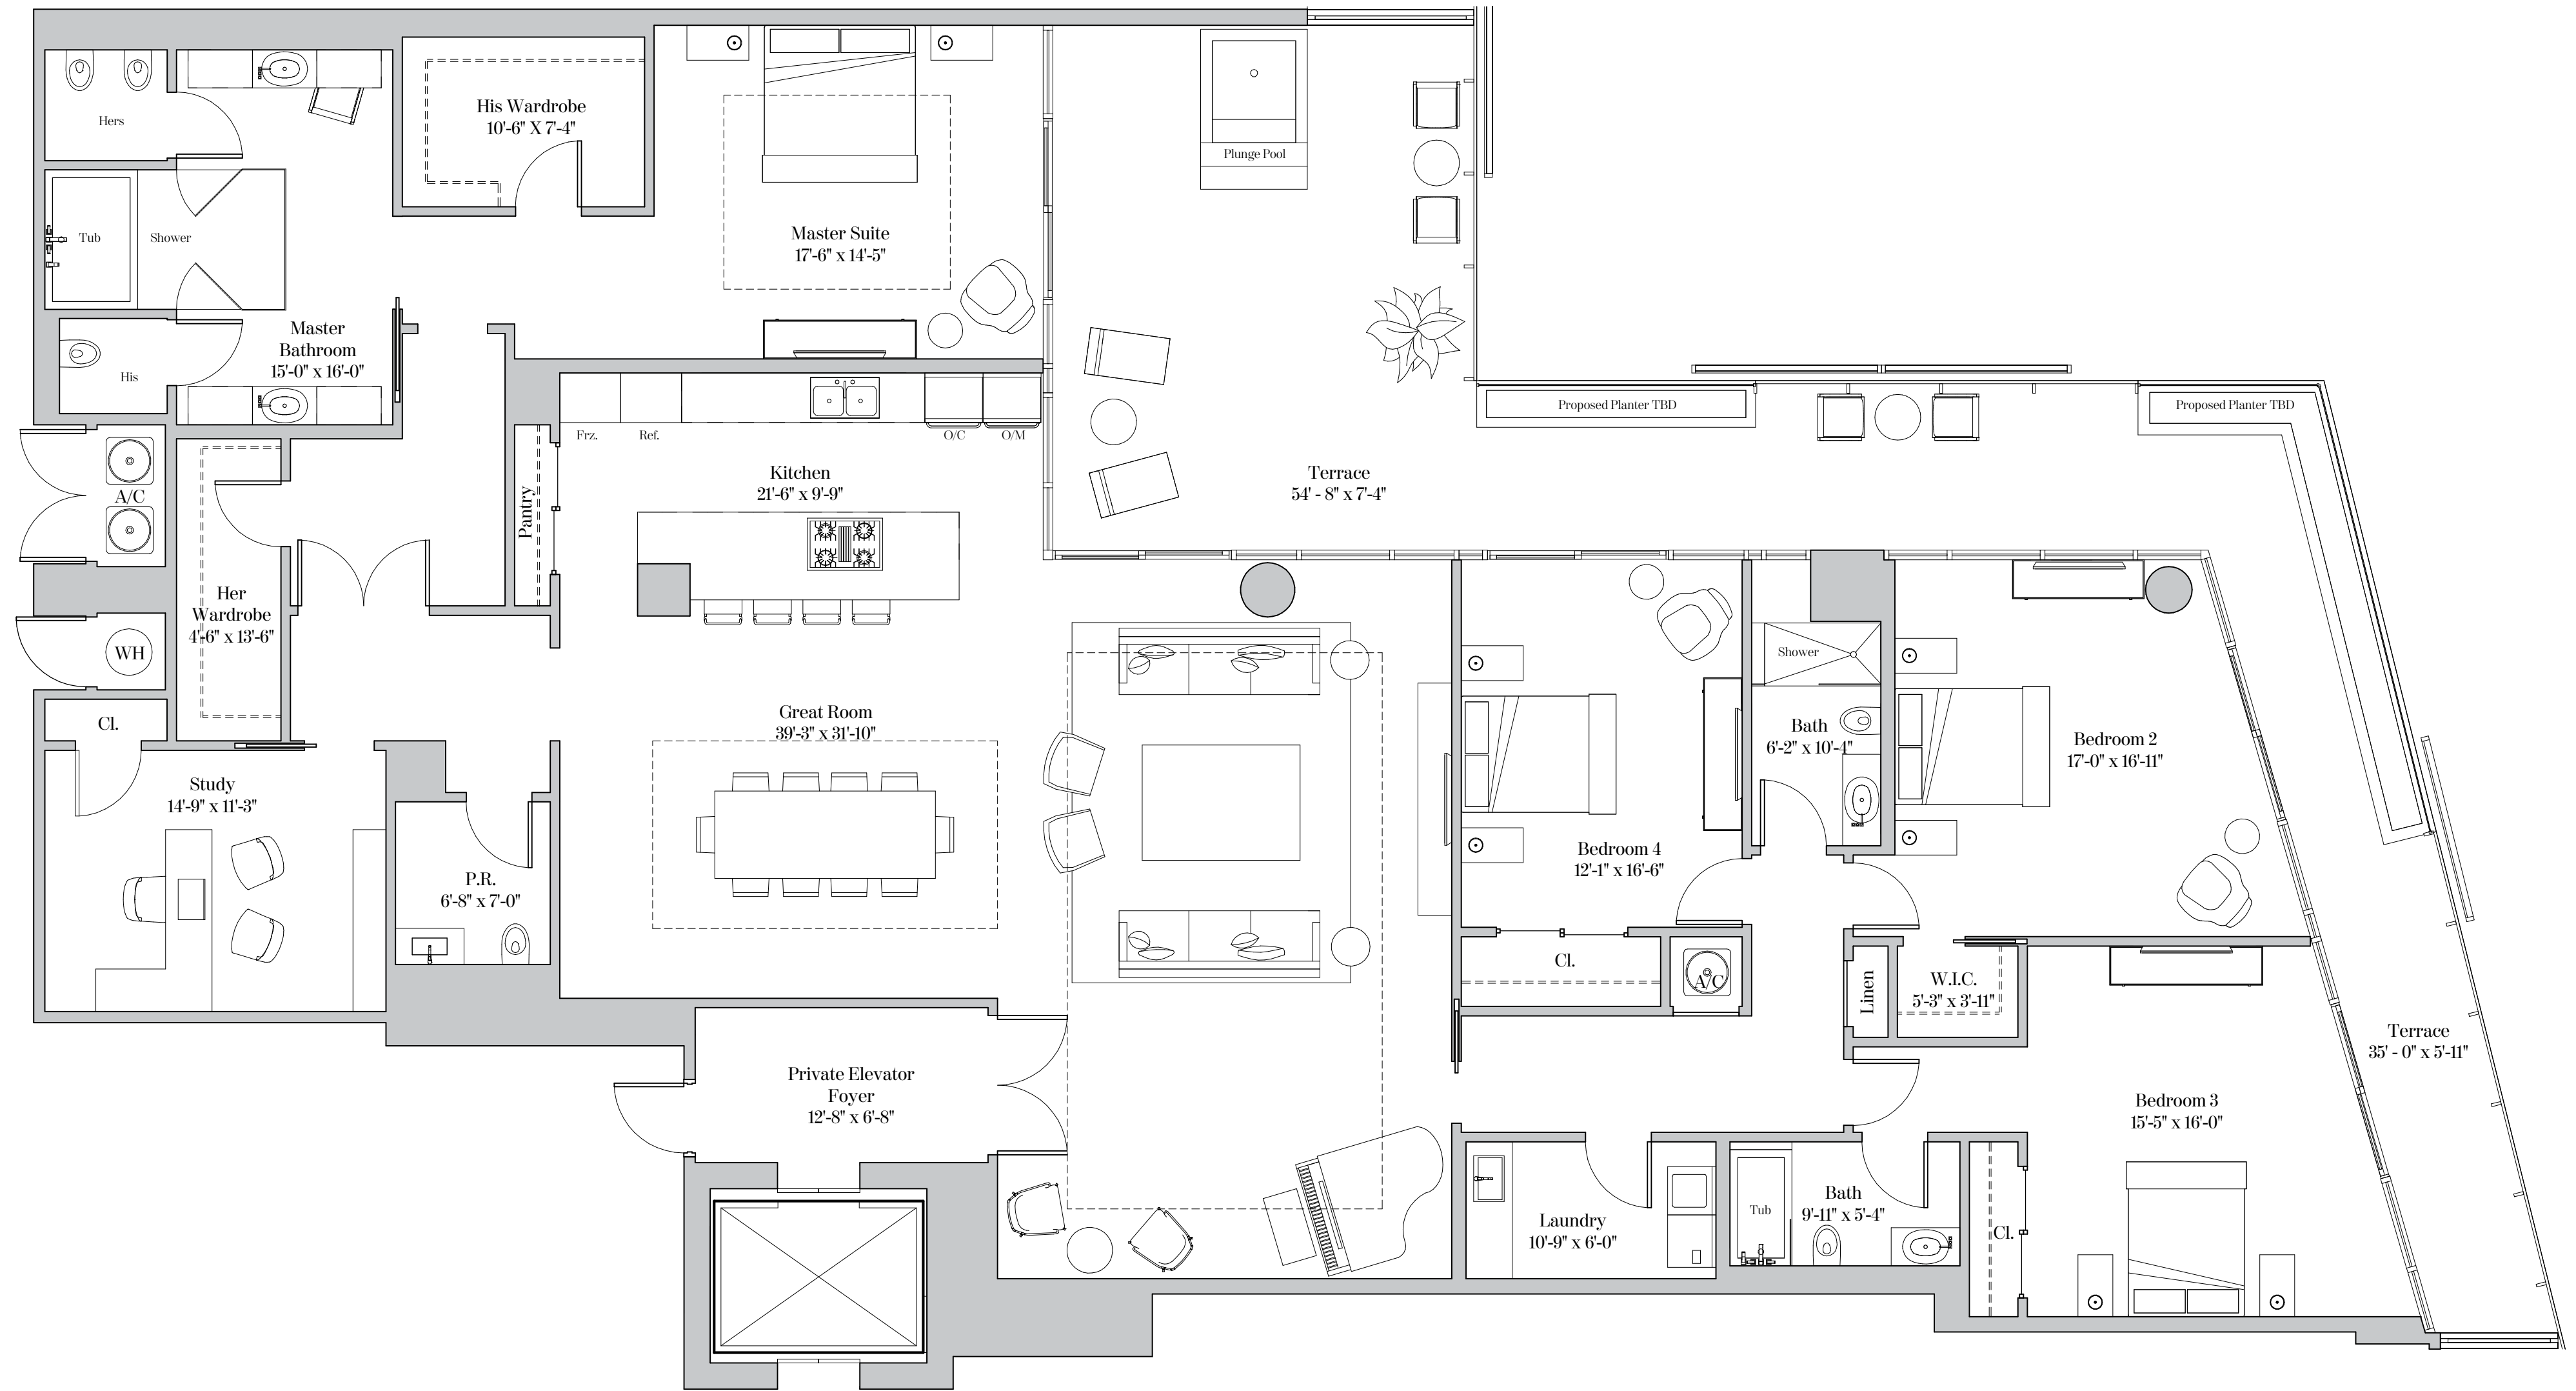 Hers
His Wardrobe
10'-6" X 7'-4"
Plunge Pool
Tub
Shower
Master Suite
17'-6" x 14'-5"
Master
Bathroom
15'-0" x 16'-0"
His
Frz.
Ref.
O/C
O/M
Proposed Planter TBD
Proposed Planter TBD
A/C
Pantry
Kitchen
21'-6" x 9'-9"
Terrace
54' - 8" x 7'-4"
Her
Wardrobe
4'-6" x 13'-6"
WH
Cl.
Great Room
39'-3" x 31'-10"
Shower
Bath
6'-2" x 10'-4"
Bedroom 2
17'-0" x 16'-11"
Study
14'-9" x 11'-3"
P.R.
6'-8" x 7'-0"
Bedroom 4
12'-1" x 16'-6"
Cl.
A/C
Linen
W.I.C.
5'-3" x 3'-11"
Terrace
35' - 0" x 5'-11"
Private Elevator
Foyer
12'-8" x 6'-8"
Bedroom 3
15'-5" x 16'-0"
Laundry
10'-9" x 6'-0"
Tub
Bath
9'-11" x 5'-4"
Cl.